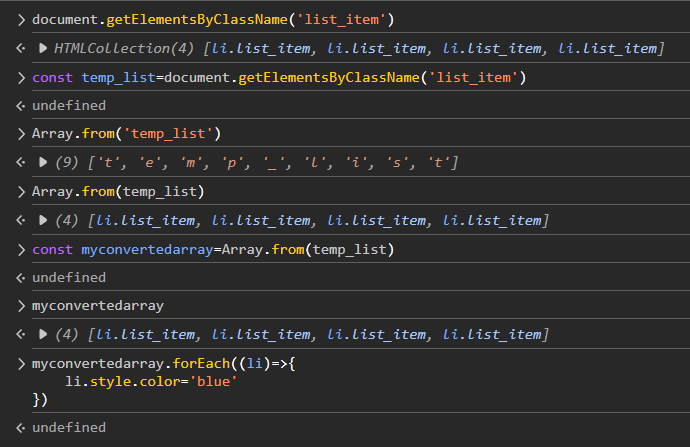 document.getElementsByClassName('list_item')
HTMLCollection(4) [li.list_item, li.list_item, li.list_item, li.list_item]
const temp_list=document.getElementsByClassName('list_item')
undefined
Array.from('temp_list')
(9) ['t', 'e', 'm', 'p', '_', 'l', 'i', 's', 't']
Array.from(temp_list)
(4) [li.list_item, li.list_item, li.list_item, li.list_item]
const myconvertedarray=Array.from(temp_list)
undefined
myconvertedarray
(4) [li.list_item, li.list_item, li.list_item, li.list_item]
myconvertedarray.forEach((li)=>{
    li.style.color='blue'
})
undefined